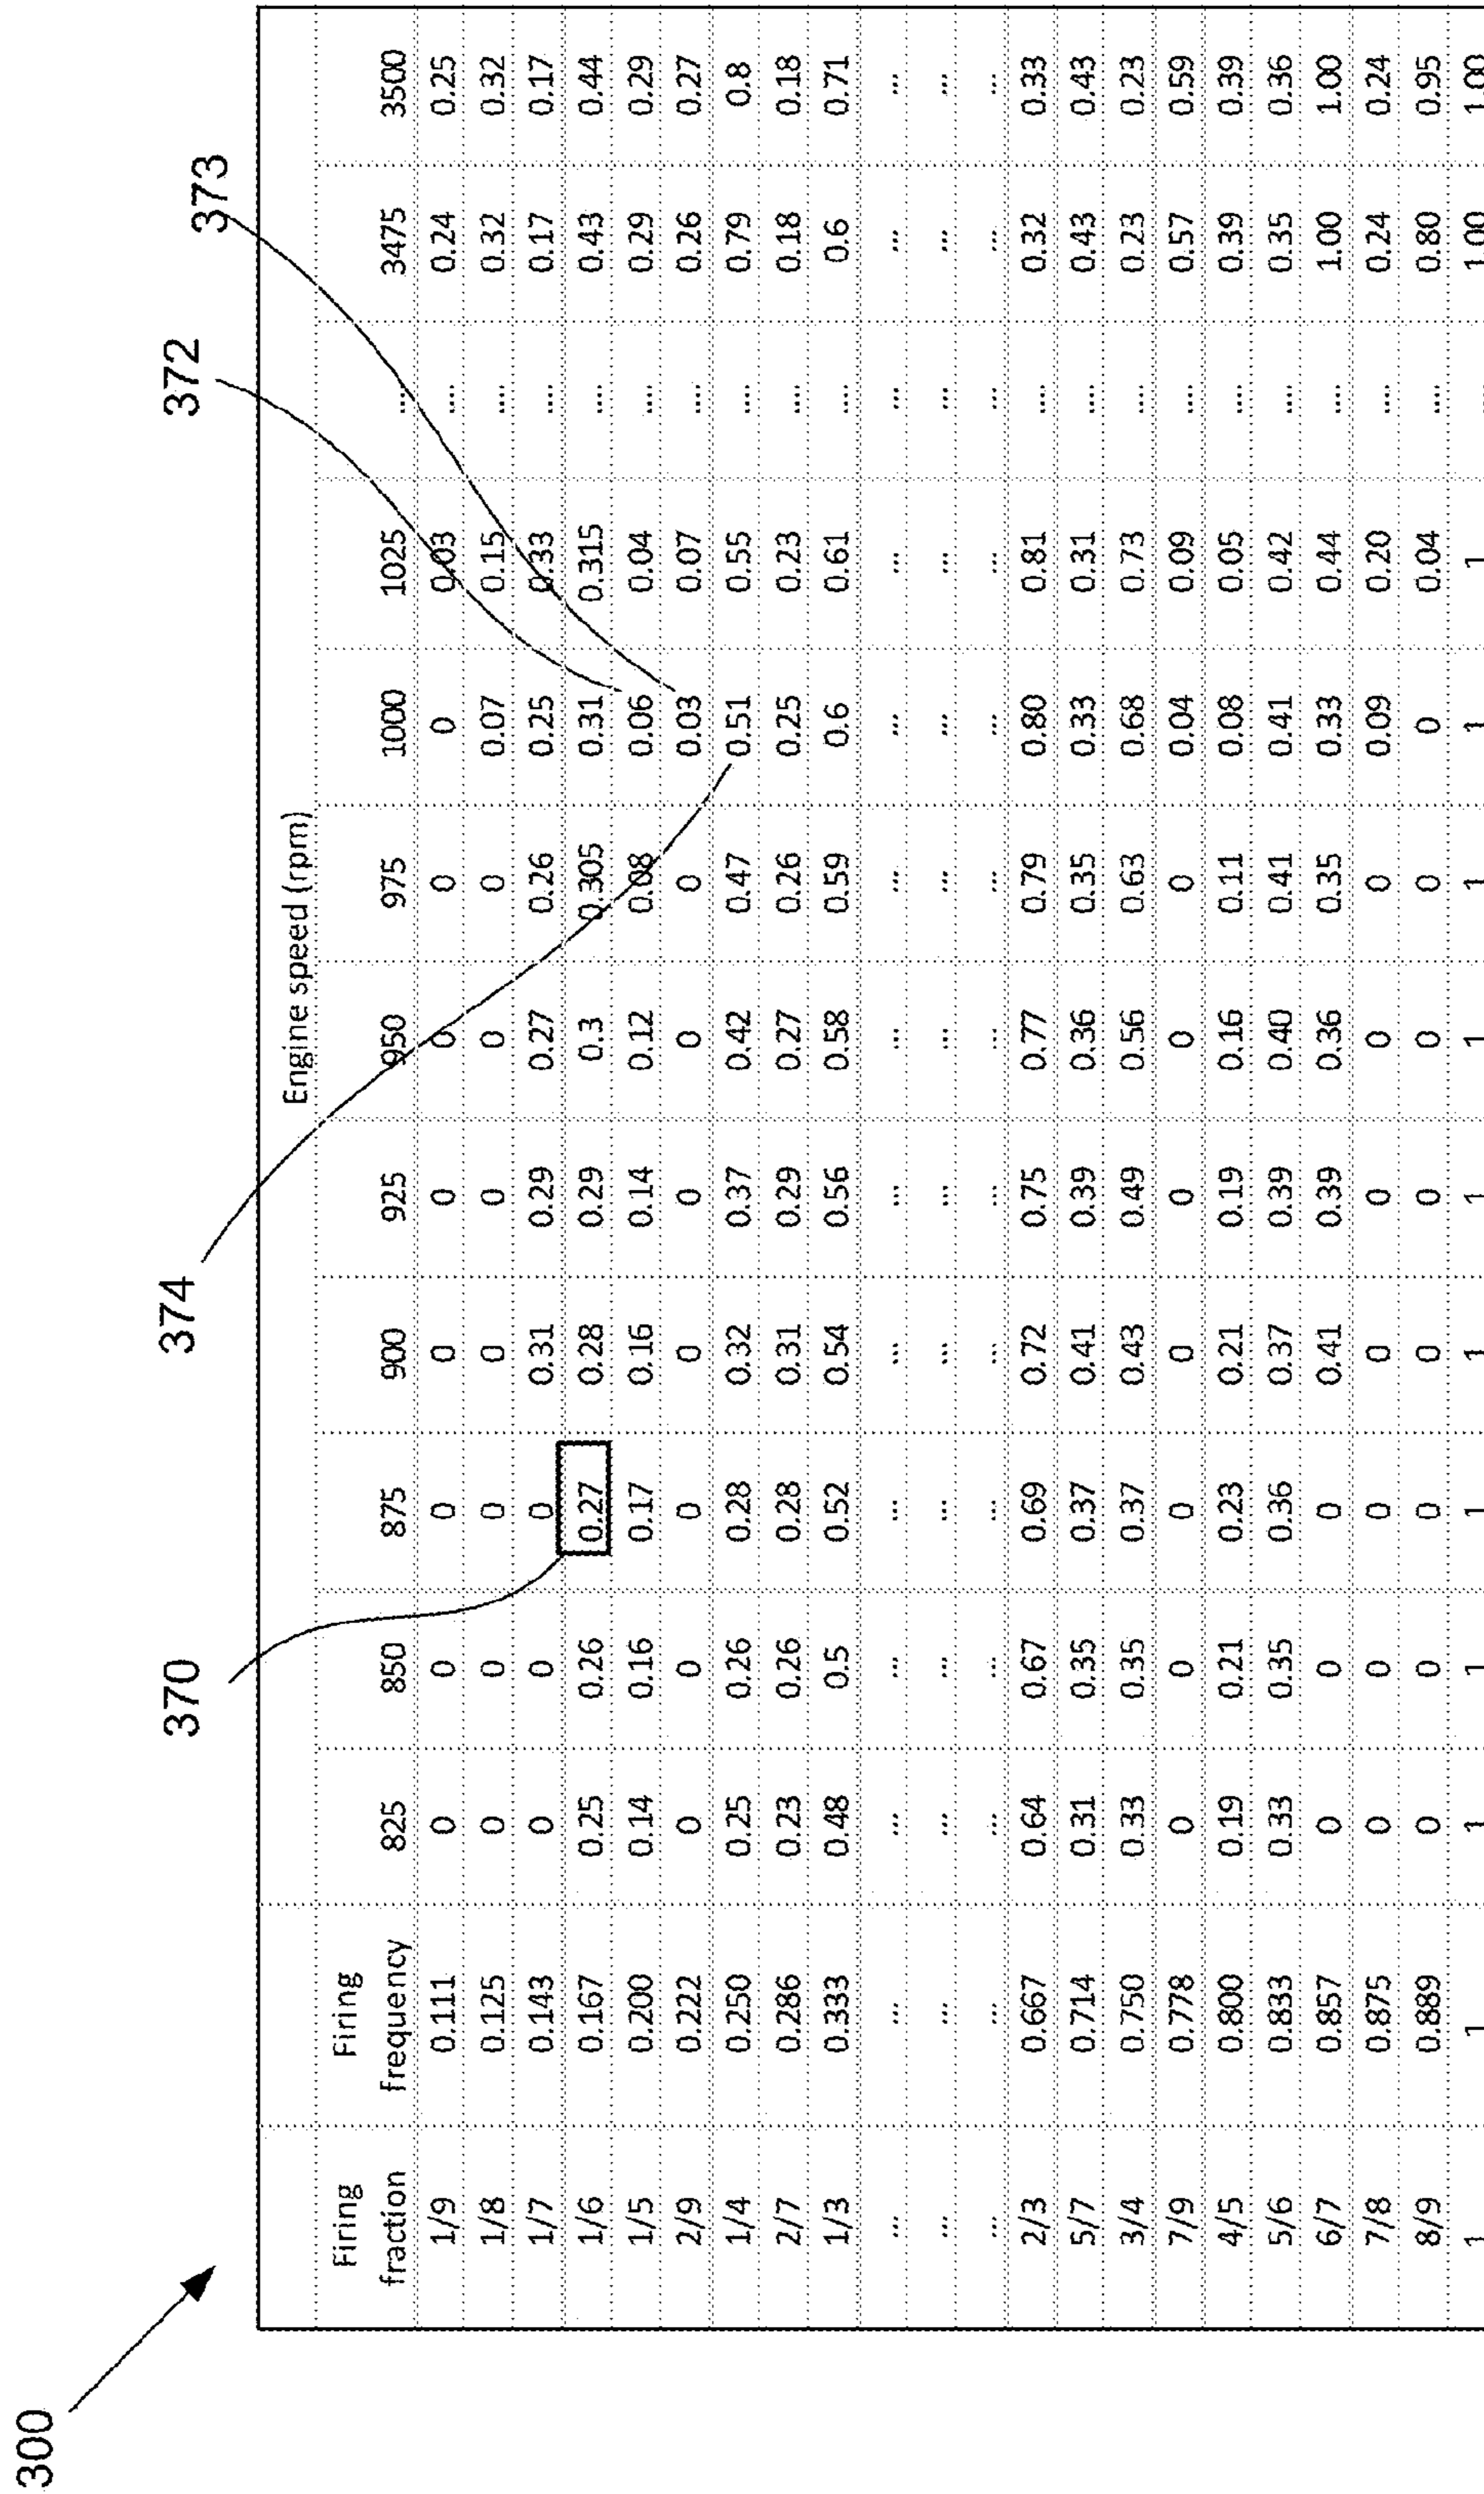 300
370
374
372
373
Engine speed (rpm)
Firing fraction Firing frequency 825 850 875 900 925 950 975 1000 1025 .... 3475 3500
1/9 0.111 0 0 0 0 0 0 0 0 0.03 .... 0.24 0.25
1/8 0.125 0 0 0 0 0 0 0 0.07 0.15 .... 0.32 0.32
1/7 0.143 0 0 0 0.31 0.29 0.27 0.26 0.25 0.33 .... 0.17 0.17
1/6 0.167 0.25 0.26 0.27 0.28 0.29 0.3 0.305 0.31 0.315 .... 0.43 0.44
1/5 0.200 0.14 0.16 0.17 0.16 0.14 0.12 0.08 0.06 0.04 .... 0.29 0.29
2/9 0.222 0 0 0 0 0 0 0 0.03 0.07 .... 0.26 0.27
1/4 0.250 0.25 0.26 0.28 0.32 0.37 0.42 0.47 0.51 0.55 .... 0.79 0.8
2/7 0.286 0.23 0.26 0.28 0.31 0.29 0.27 0.26 0.25 0.23 .... 0.18 0.18
1/3 0.333 0.48 0.5 0.52 0.54 0.56 0.58 0.59 0.6 0.61 .... 0.6 0.71
... ... ... ... ... ... ... ... ... ... ... ... ... ...
... ... ... ... ... ... ... ... ... ... ... ... ... ...
... ... ... ... ... ... ... ... ... ... ... ... ... ...
2/3 0.667 0.64 0.67 0.69 0.72 0.75 0.77 0.79 0.80 0.81 .... 0.32 0.33
5/7 0.714 0.31 0.35 0.37 0.41 0.39 0.36 0.35 0.33 0.31 .... 0.43 0.43
3/4 0.750 0.33 0.35 0.37 0.43 0.49 0.56 0.63 0.68 0.73 .... 0.23 0.23
7/9 0.778 0 0 0 0 0 0 0 0.04 0.09 .... 0.57 0.59
4/5 0.800 0.19 0.21 0.23 0.21 0.19 0.16 0.11 0.08 0.05 .... 0.39 0.39
5/6 0.833 0.33 0.35 0.36 0.37 0.39 0.40 0.41 0.41 0.42 .... 0.35 0.36
6/7 0.857 0 0 0 0.41 0.39 0.36 0.35 0.33 0.44 .... 1.00 1.00
7/8 0.875 0 0 0 0 0 0 0 0.09 0.20 .... 0.24 0.24
8/9 0.889 0 0 0 0 0 0 0 0 0.04 .... 0.80 0.95
1 1 1 1 1 1 1 1 1 1 1 .... 1.00 1.00